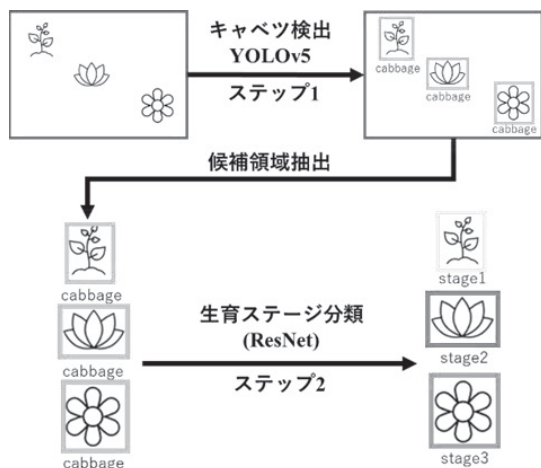 キャベツ検出
YOLOv5
ステップ1
cabbage
cabbage
cabbage
候補領域抽出
cabbage
cabbage
cabbage
生育ステージ分類
(ResNet)
ステップ2
stage1
stage2
stage3